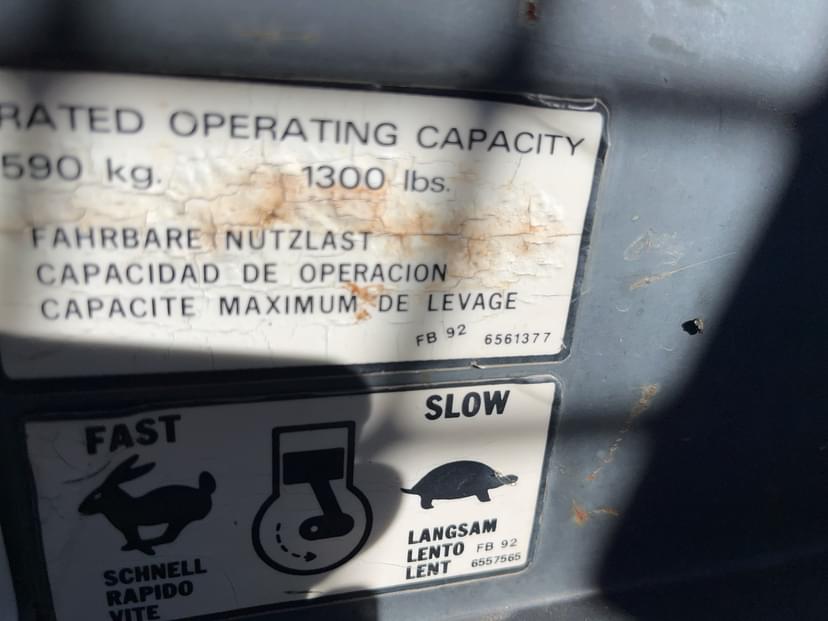 RATED OPERATING CAPACITY
590 kg. 1300 lbs.
FAHRBARE NUTZLAST
CAPACIDAD DE OPERACION
CAPACITE MAXIMUM DE LEVAGE
FB 92 6561377
FAST
SCHNELL
RAPIDO
VITE
SLOW
LANGSAM
LENTO
LENT
FB 92
6557565